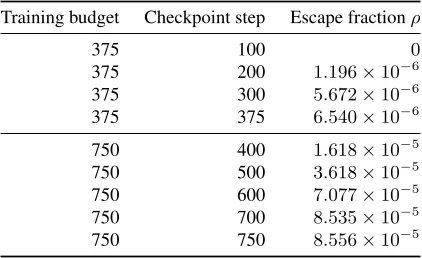 Training budget Checkpoint step Escape fraction ρ
375 100 0
375 200 1.196 × 10⁻⁶
375 300 5.672 × 10⁻⁶
375 375 6.540 × 10⁻⁶
750 400 1.618 × 10⁻⁵
750 500 3.618 × 10⁻⁵
750 600 7.077 × 10⁻⁵
750 700 8.535 × 10⁻⁵
750 750 8.556 × 10⁻⁵